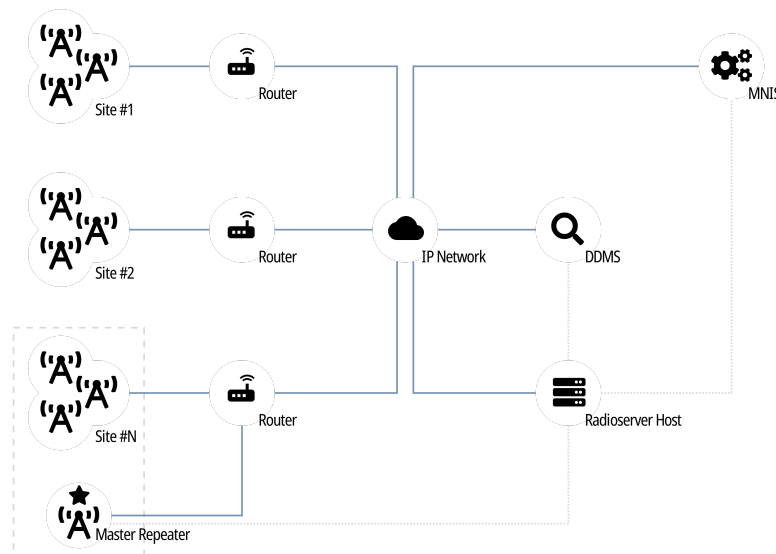 Site #1
Router
MNIS
Site #2
Router
IP Network
DDMS
Site #N
Router
Radioserver Host
Master Repeater